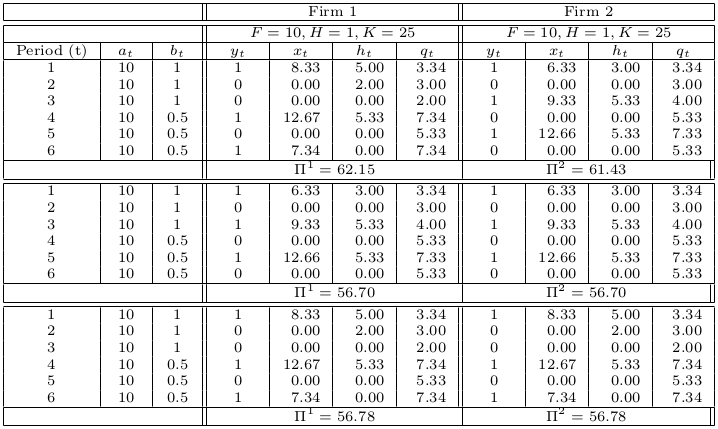 Firm 1 Firm 2
F = 10, H = 1, K = 25 F = 10, H = 1, K = 25
Period (t) a_t b_t y_t x_t h_t q_t y_t x_t h_t q_t
1 10 1 1 8.33 5.00 3.34 1 6.33 3.00 3.34
2 10 1 0 0.00 2.00 3.00 0 0.00 0.00 3.00
3 10 1 0 0.00 0.00 2.00 1 9.33 5.33 4.00
4 10 0.5 1 12.67 5.33 7.34 0 0.00 0.00 5.33
5 10 0.5 0 0.00 0.00 5.33 1 12.66 5.33 7.33
6 10 0.5 1 7.34 0.00 7.34 0 0.00 0.00 5.33
Π¹ = 62.15 Π² = 61.43
1 10 1 1 6.33 3.00 3.34 1 6.33 3.00 3.34
2 10 1 0 0.00 0.00 3.00 0 0.00 0.00 3.00
3 10 1 1 9.33 5.33 4.00 1 9.33 5.33 4.00
4 10 0.5 0 0.00 0.00 5.33 0 0.00 0.00 5.33
5 10 0.5 1 12.66 5.33 7.33 1 12.66 5.33 7.33
6 10 0.5 0 0.00 0.00 5.33 0 0.00 0.00 5.33
Π¹ = 56.70 Π² = 56.70
1 10 1 1 8.33 5.00 3.34 1 8.33 5.00 3.34
2 10 1 0 0.00 2.00 3.00 0 0.00 2.00 3.00
3 10 1 0 0.00 0.00 2.00 0 0.00 0.00 2.00
4 10 0.5 1 12.67 5.33 7.34 1 12.67 5.33 7.34
5 10 0.5 0 0.00 0.00 5.33 0 0.00 0.00 5.33
6 10 0.5 1 7.34 0.00 7.34 1 7.34 0.00 7.34
Π¹ = 56.78 Π² = 56.78